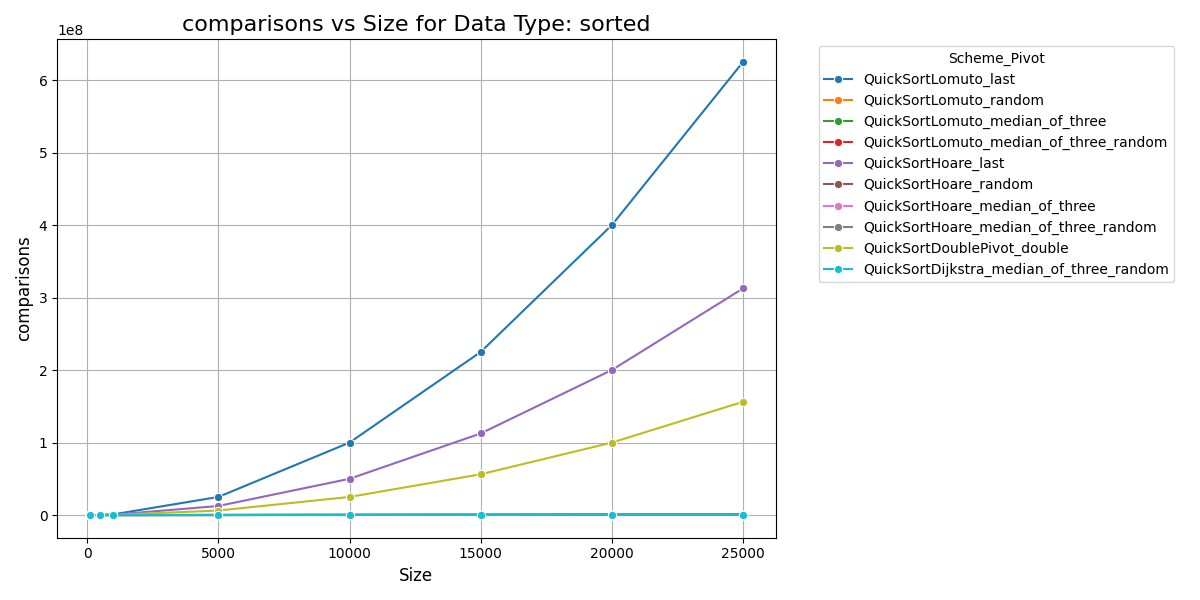 comparisons vs Size for Data Type: sorted
1e8
6
5
4
3
2
1
0
comparisons
0 5000 10000 15000 20000 25000
Size
Scheme_Pivot
QuickSortLomuto_last
QuickSortLomuto_random
QuickSortLomuto_median_of_three
QuickSortLomuto_median_of_three_random
QuickSortHoare_last
QuickSortHoare_random
QuickSortHoare_median_of_three
QuickSortHoare_median_of_three_random
QuickSortDoublePivot_double
QuickSortDijkstra_median_of_three_random